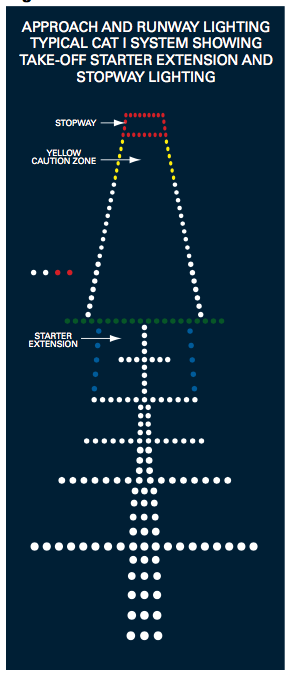 APPROACH AND RUNWAY LIGHTING
TYPICAL CAT I SYSTEM SHOWING
TAKE-OFF STARTER EXTENSION AND
STOPWAY LIGHTING
STOPWAY
YELLOW
CAUTION ZONE
STARTER
EXTENSION